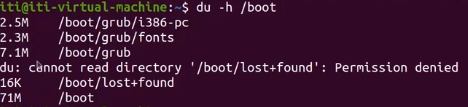 iti@iti-virtual-machine:~$ du -h /boot
2.5M    /boot/grub/i386-pc
2.3M    /boot/grub/fonts
7.1M    /boot/grub
du: cannot read directory '/boot/lost+found': Permission denied
16K     /boot/lost+found
71M     /boot